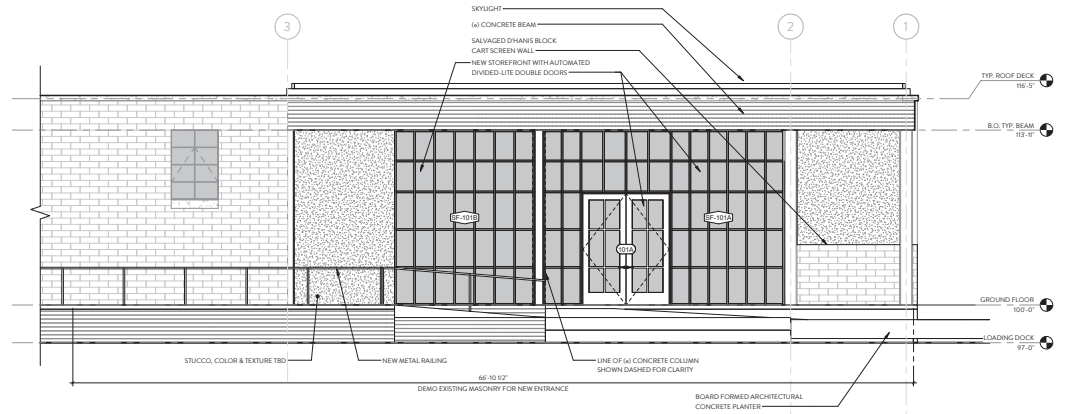 SKYLIGHT
(e) CONCRETE BEAM
SALVAGED D'HANIS BLOCK
CART SCREEN WALL
NEW STOREFRONT WITH AUTOMATED
DIVIDED-LITE DOUBLE DOORS
3
2
1
TYP. ROOF DECK
116'-5"
B.O. TYP. BEAM
113'-11"
SF-101B
SF-101A
101A
GROUND FLOOR
100'-0"
LOADING DOCK
97'-0"
STUCCO, COLOR & TEXTURE TBD
NEW METAL RAILING
LINE OF (e) CONCRETE COLUMN
SHOWN DASHED FOR CLARITY
66'-10 1/2"
DEMO EXISTING MASONRY FOR NEW ENTRANCE
BOARD FORMED ARCHITECTURAL
CONCRETE PLANTER